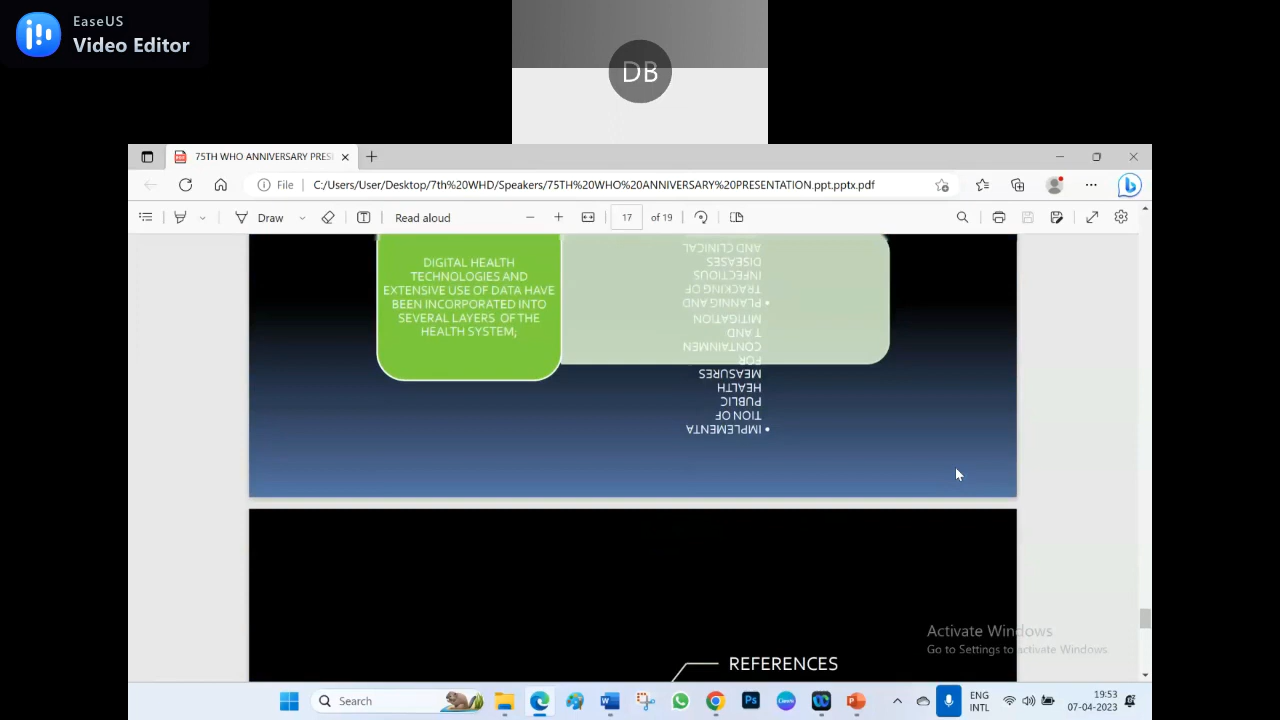 EaseUS
Video Editor
DB
75TH WHO ANNIVERSARY PRES
File
C:/Users/User/Desktop/7th%20WHD/Speakers/75TH%20WHO%20ANNIVERSARY%20PRESENTATION.ppt.pptx.pdf
Draw
Read aloud
17
of 19
DIGITAL HEALTH
TECHNOLOGIES AND
EXTENSIVE USE OF DATA HAVE
BEEN INCORPORATED INTO
SEVERAL LAYERS OF THE
HEALTH SYSTEM;
• IMPLEMENTA
TION OF
PUBLIC
HEALTH
MEASURES
FOR
CONTAINMEN
T AND
MITIGATION
• PLANNING AND
TRACKING OF
INFECTIOUS
DISEASES
AND CLINICAL
REFERENCES
Activate Windows
Go to Settings to activate Windows.
Search
ENG
INTL
19:53
07-04-2023